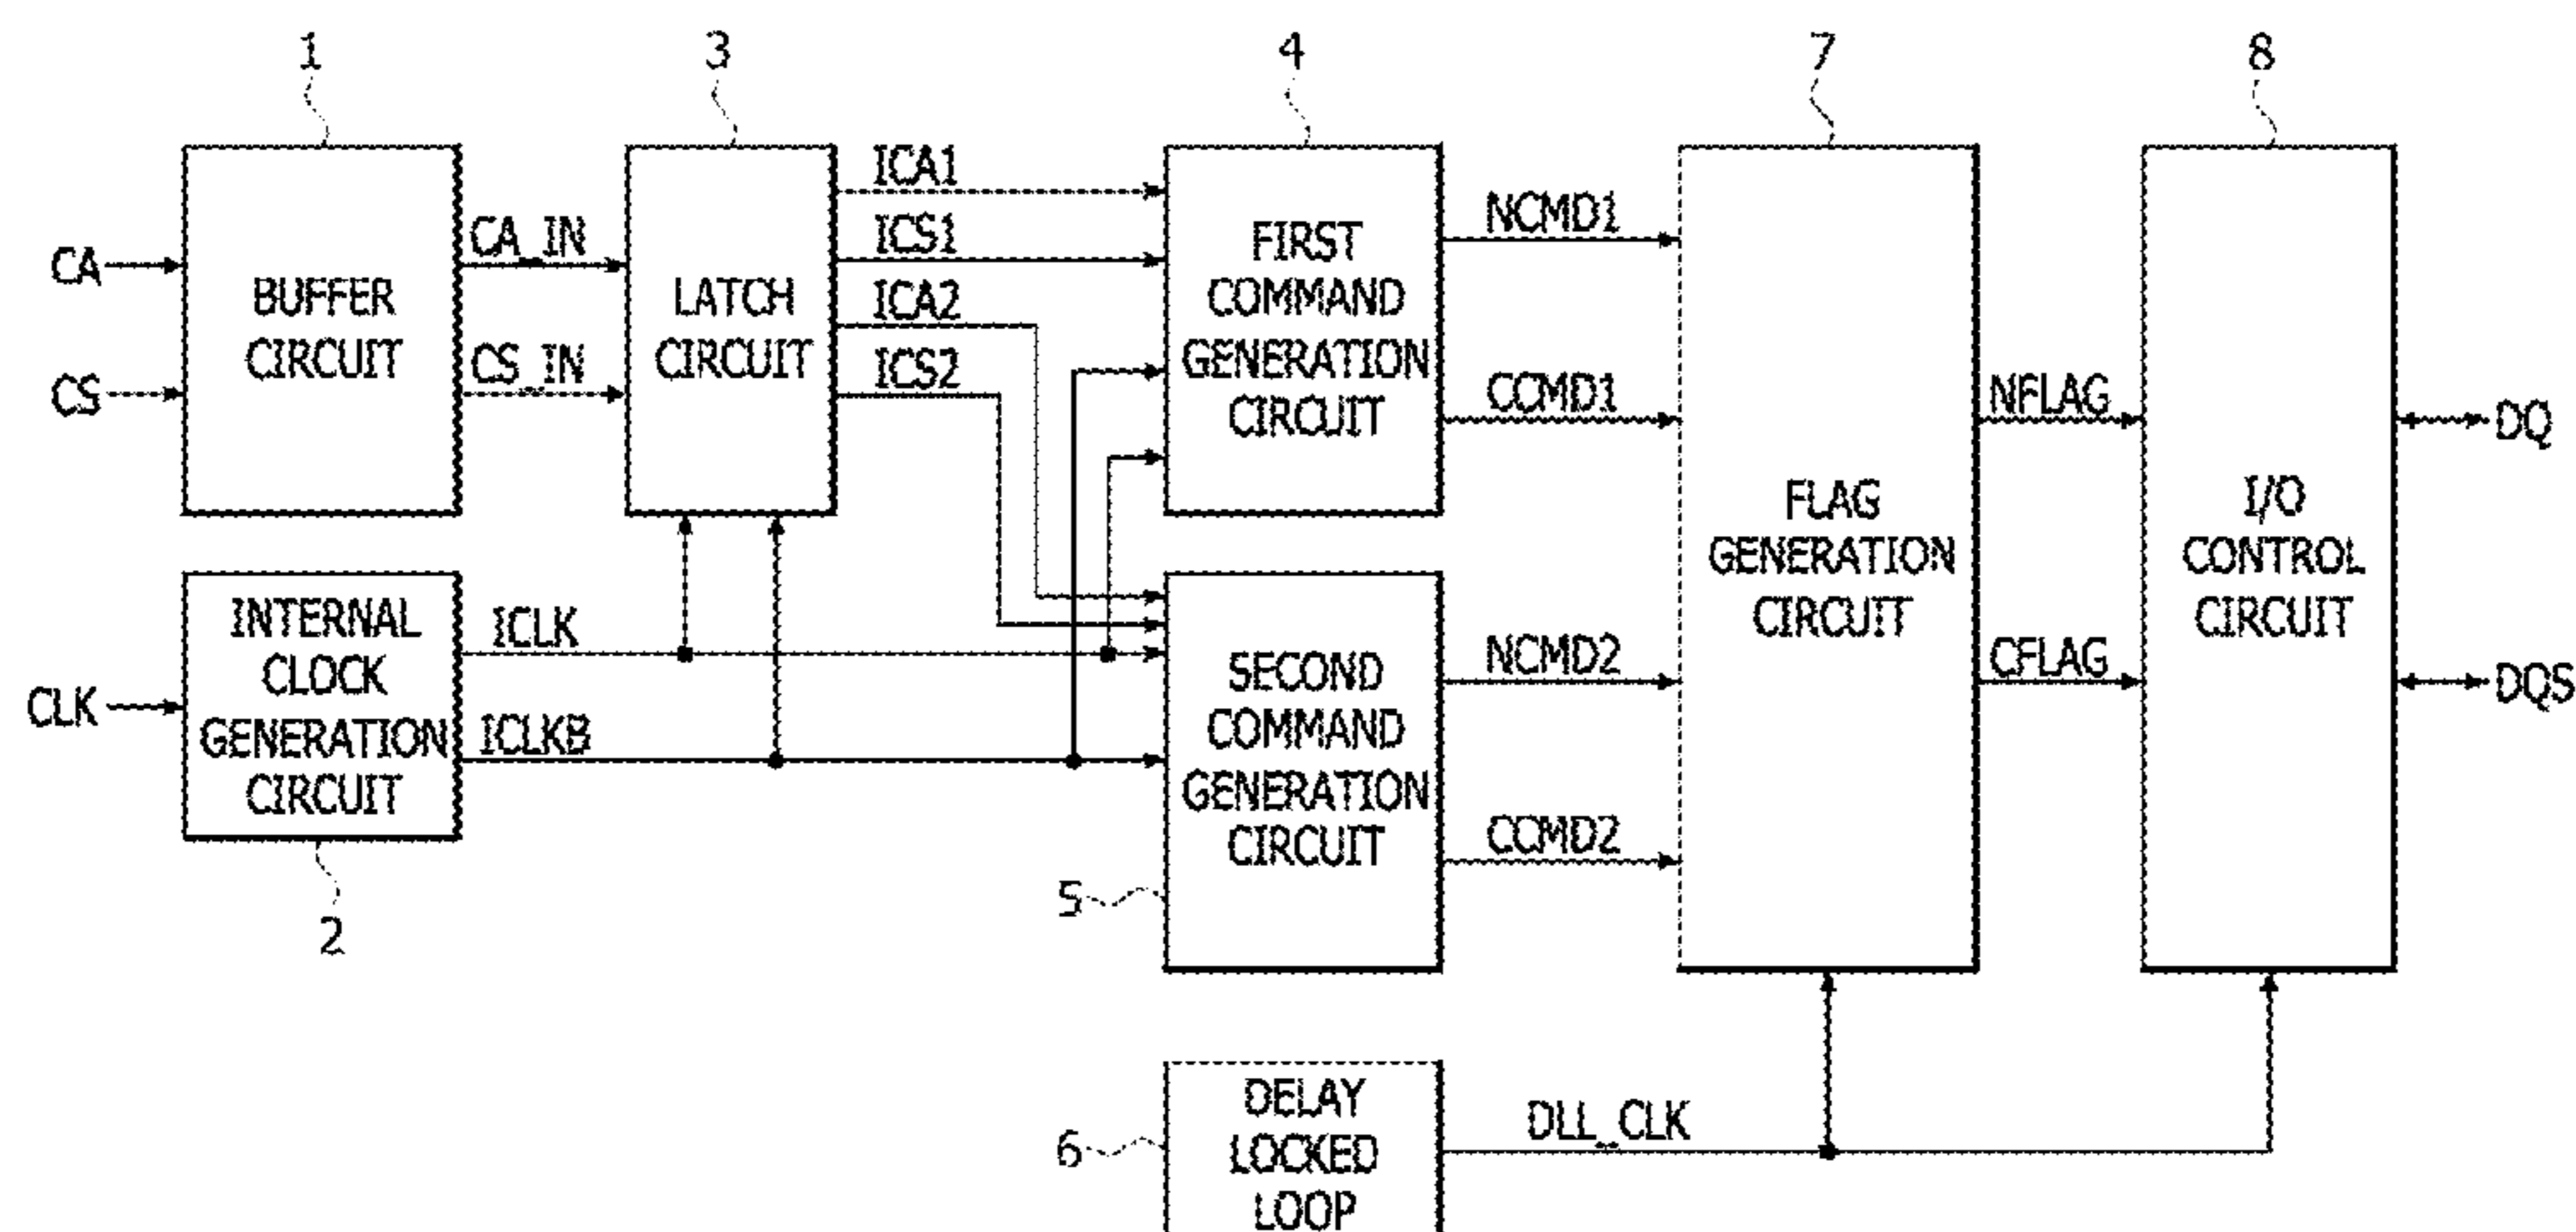 1
3
4
7
8
CA
CS
BUFFER
CIRCUIT
CA_IN
CS_IN
LATCH
CIRCUIT
ICA1
ICS1
ICA2
ICS2
FIRST
COMMAND
GENERATION
CIRCUIT
NCMD1
CCMD1
FLAG
GENERATION
CIRCUIT
NFLAG
CFLAG
I/O
CONTROL
CIRCUIT
DQ
DQS
CLK
INTERNAL
CLOCK
GENERATION
CIRCUIT
2
ICLK
ICLKB
SECOND
COMMAND
GENERATION
CIRCUIT
5
NCMD2
CCMD2
6
DELAY
LOCKED
LOOP
DLL_CLK